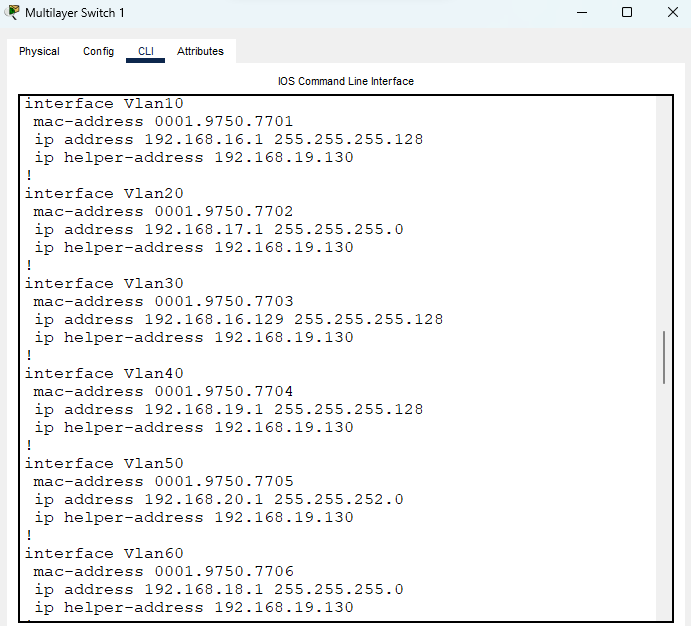 Multilayer Switch 1
Physical Config CLI Attributes
IOS Command Line Interface
interface Vlan10
mac-address 0001.9750.7701
ip address 192.168.16.1 255.255.255.128
ip helper-address 192.168.19.130
!
interface Vlan20
mac-address 0001.9750.7702
ip address 192.168.17.1 255.255.255.0
ip helper-address 192.168.19.130
!
interface Vlan30
mac-address 0001.9750.7703
ip address 192.168.16.129 255.255.255.128
ip helper-address 192.168.19.130
!
interface Vlan40
mac-address 0001.9750.7704
ip address 192.168.19.1 255.255.255.128
ip helper-address 192.168.19.130
!
interface Vlan50
mac-address 0001.9750.7705
ip address 192.168.20.1 255.255.252.0
ip helper-address 192.168.19.130
!
interface Vlan60
mac-address 0001.9750.7706
ip address 192.168.18.1 255.255.255.0
ip helper-address 192.168.19.130